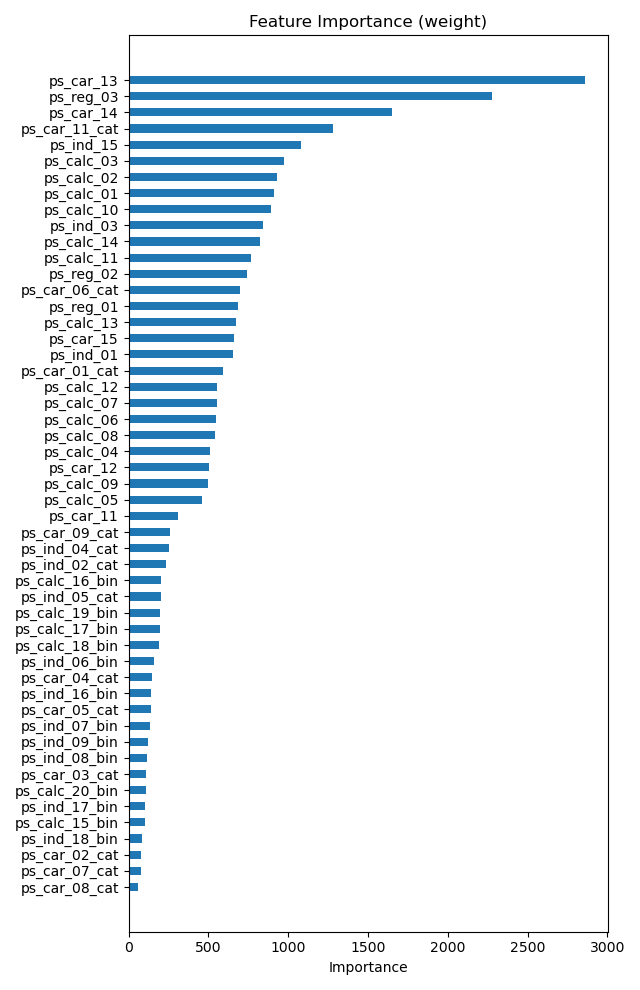 Feature Importance (weight)
ps_car_13
ps_reg_03
ps_car_14
ps_car_11_cat
ps_ind_15
ps_calc_03
ps_calc_02
ps_calc_01
ps_calc_10
ps_ind_03
ps_calc_14
ps_calc_11
ps_reg_02
ps_car_06_cat
ps_reg_01
ps_calc_13
ps_car_15
ps_ind_01
ps_car_01_cat
ps_calc_12
ps_calc_07
ps_calc_06
ps_calc_08
ps_calc_04
ps_car_12
ps_calc_09
ps_calc_05
ps_car_11
ps_car_09_cat
ps_ind_04_cat
ps_ind_02_cat
ps_calc_16_bin
ps_ind_05_cat
ps_calc_19_bin
ps_calc_17_bin
ps_calc_18_bin
ps_ind_06_bin
ps_car_04_cat
ps_ind_16_bin
ps_car_05_cat
ps_ind_07_bin
ps_ind_09_bin
ps_ind_08_bin
ps_car_03_cat
ps_calc_20_bin
ps_ind_17_bin
ps_calc_15_bin
ps_ind_18_bin
ps_car_02_cat
ps_car_07_cat
ps_car_08_cat
0 500 1000 1500 2000 2500 3000
Importance